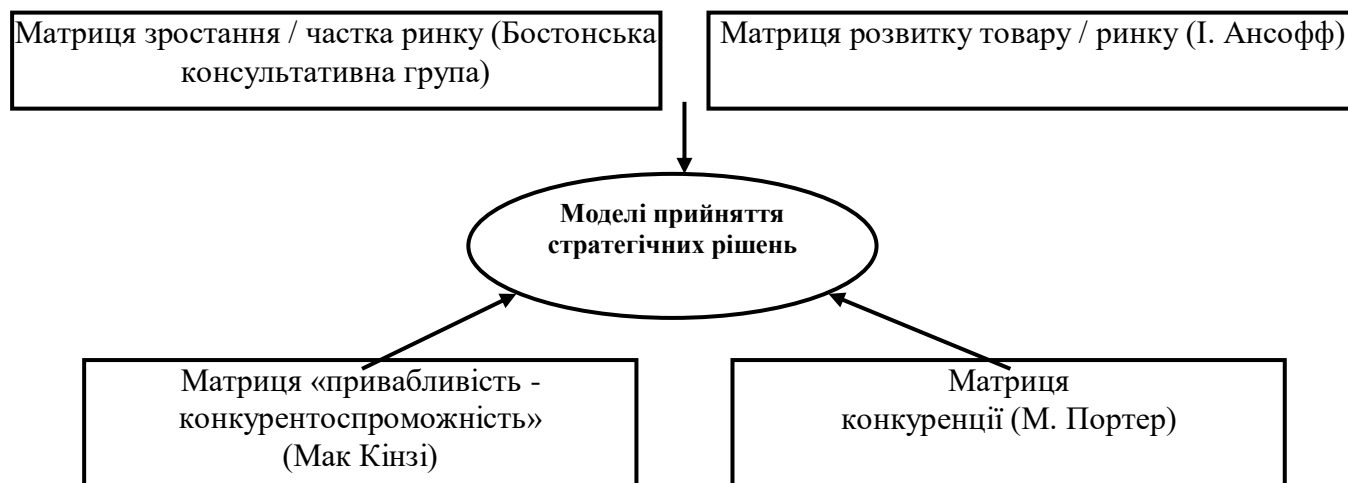 Матриця зростання / частка ринку (Бостонська
консультативна група)
Матриця розвитку товару / ринку (І. Ансофф)
Моделі прийняття
стратегічних рішень
Матриця «привабливість -
конкурентоспроможність»
(Мак Кінзі)
Матриця
конкуренції (М. Портер)